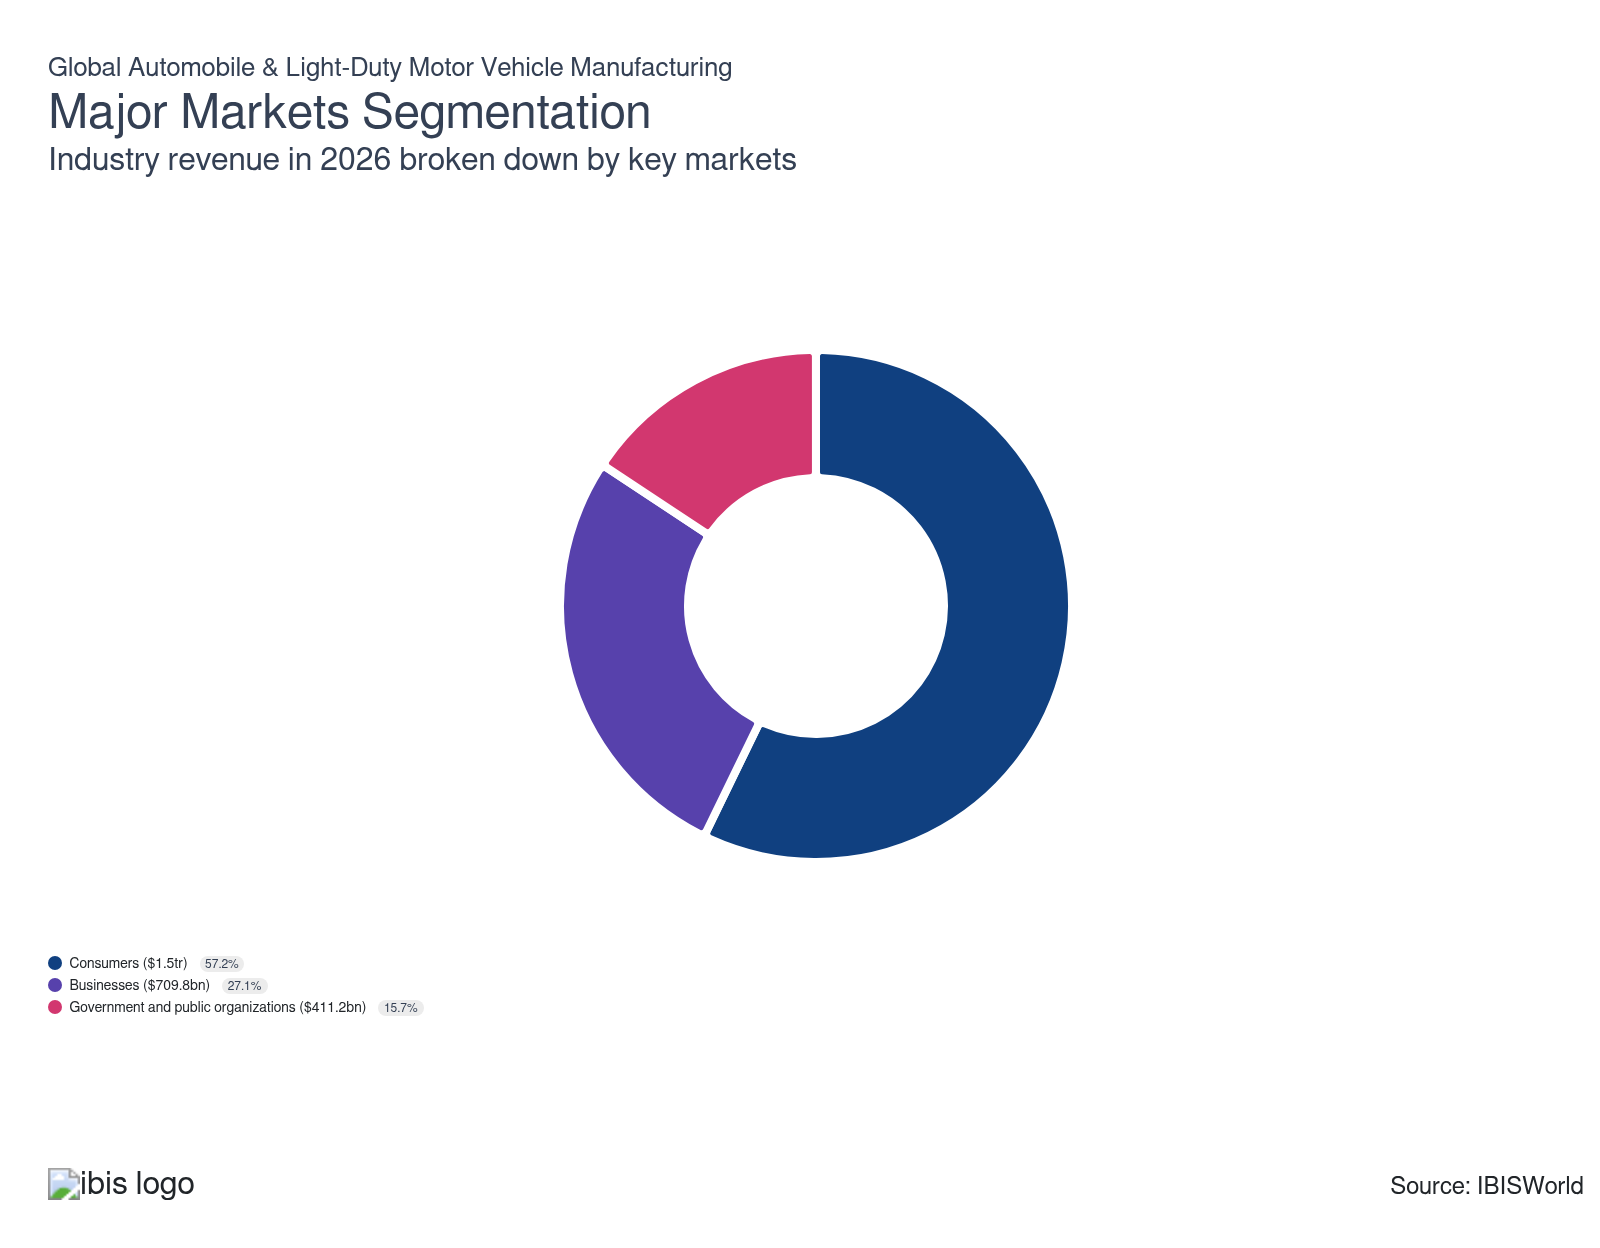 Global Automobile & Light-Duty Motor Vehicle Manufacturing
Major Markets Segmentation
Industry revenue in 2026 broken down by key markets
Consumers ($1.5tr) 57.2%
Businesses ($709.8bn) 27.1%
Government and public organizations ($411.2bn) 15.7%
ibis logo
Source: IBISWorld